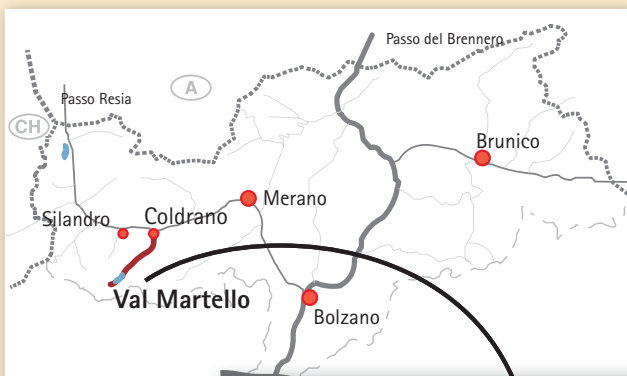 Passo del Brennero
A
Passo Resia
CH
Brunico
Merano
Silandro
Coldrano
Val Martello
Bolzano